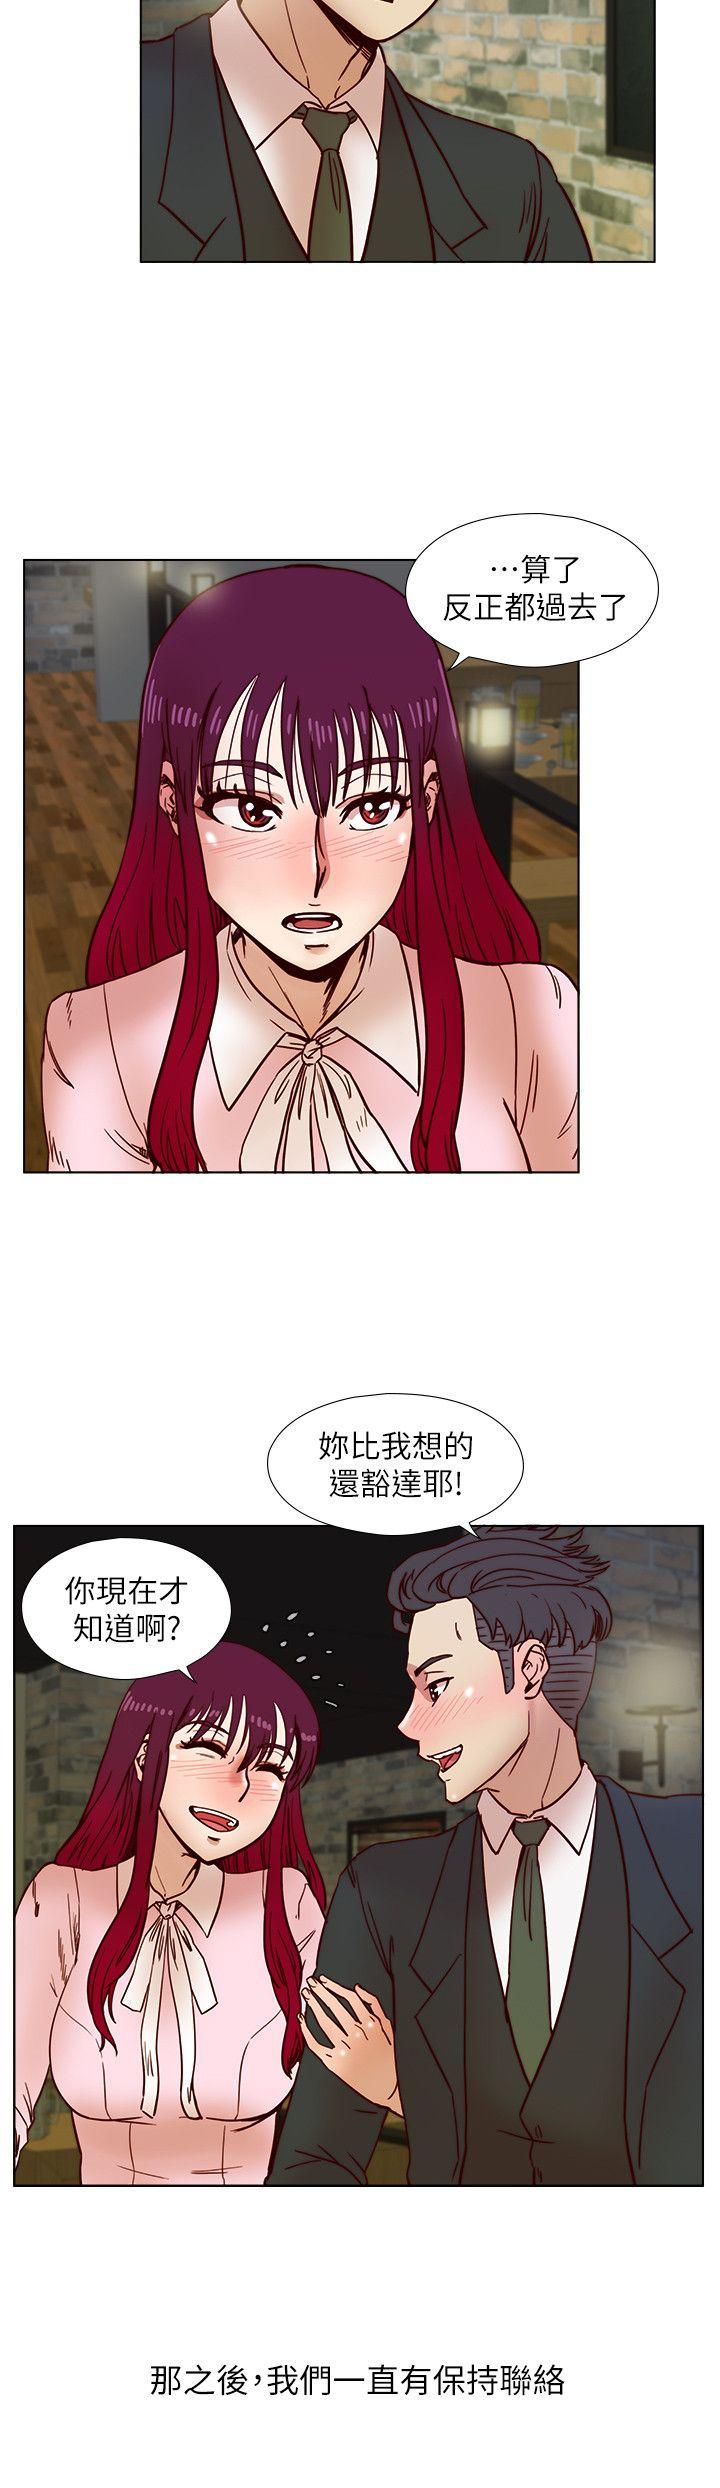 …算了
反正都過去了
妳比我想的
還豁達耶!
你現在才
知道啊?
那之後,我們一直有保持聯絡